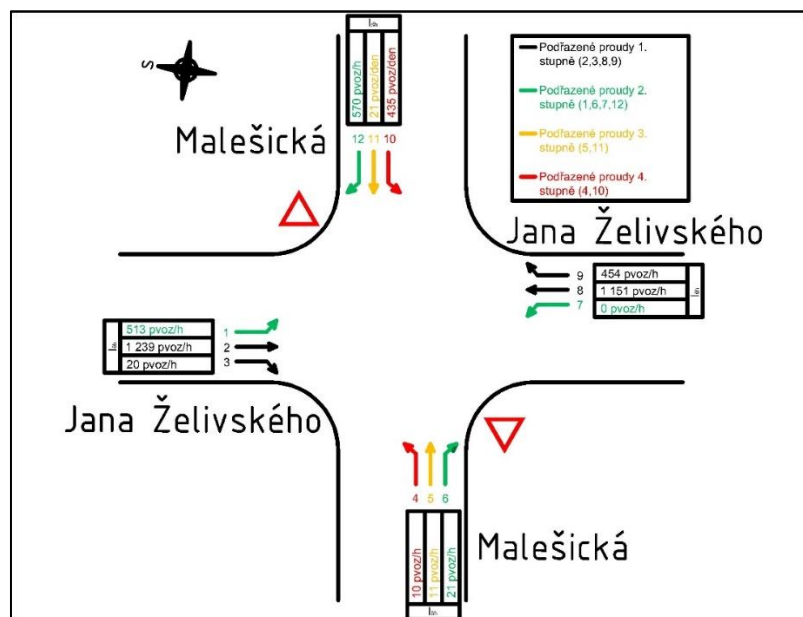 S
570 pvoz/h
21 pvoz/den
435 pvoz/den
12 11 10
Malešická
Podřazené proudy 1.
stupně (2,3,8,9)
Podřazené proudy 2.
stupně (1,6,7,12)
Podřazené proudy 3.
stupně (5,11)
Podřazené proudy 4.
stupně (4,10)
Jana Želivského
9 454 pvoz/h
8 1 151 pvoz/h
7 0 pvoz/h
513 pvoz/h 1
1 239 pvoz/h 2
20 pvoz/h 3
Jana Želivského
4 5 6
10 pvoz/h
11 pvoz/h
21 pvoz/h
Malešická